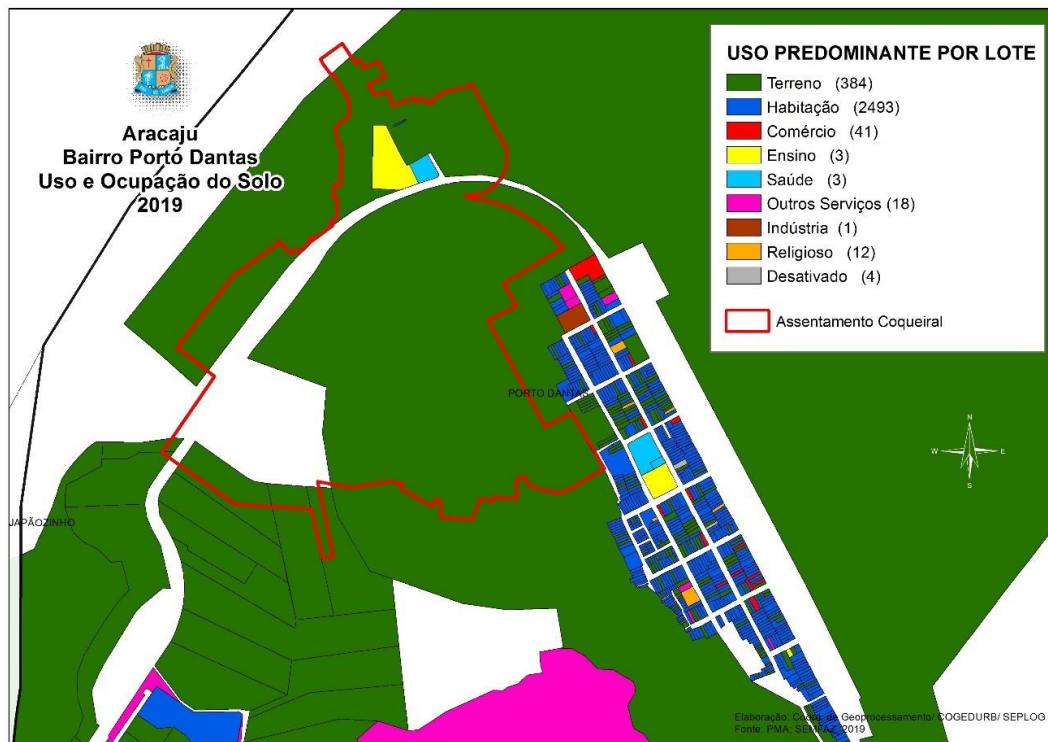 Aracaju
Bairro Porto Dantas
Uso e Ocupação do Solo
2019
USO PREDOMINANTE POR LOTE
Terreno (384)
Habitação (2493)
Comércio (41)
Ensino (3)
Saúde (3)
Outros Serviços (18)
Indústria (1)
Religioso (12)
Desativado (4)
Assentamento Coqueiral
PORTO DANTAS
N
W E
S
JAPÃOZINHO
Elaboração: de Geoprocessamento/ COGEDURB/ SEPLOG
Fonte: PMA; SEMFAZ, 2019